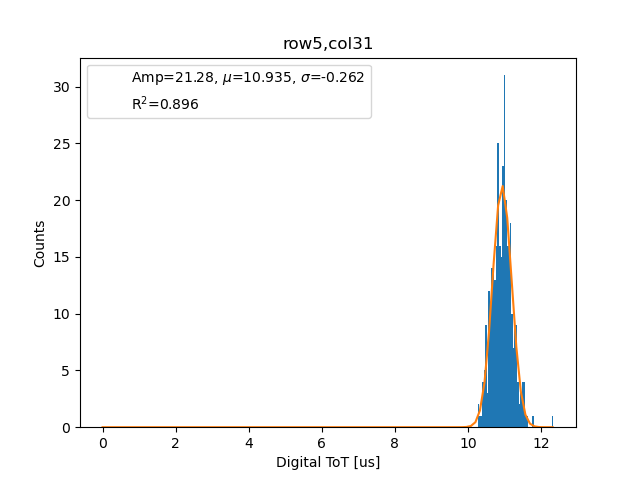 row5,col31
Amp=21.28, μ=10.935, σ=-0.262
R²=0.896
30
25
20
15
10
5
0
Counts
0 2 4 6 8 10 12
Digital ToT [us]